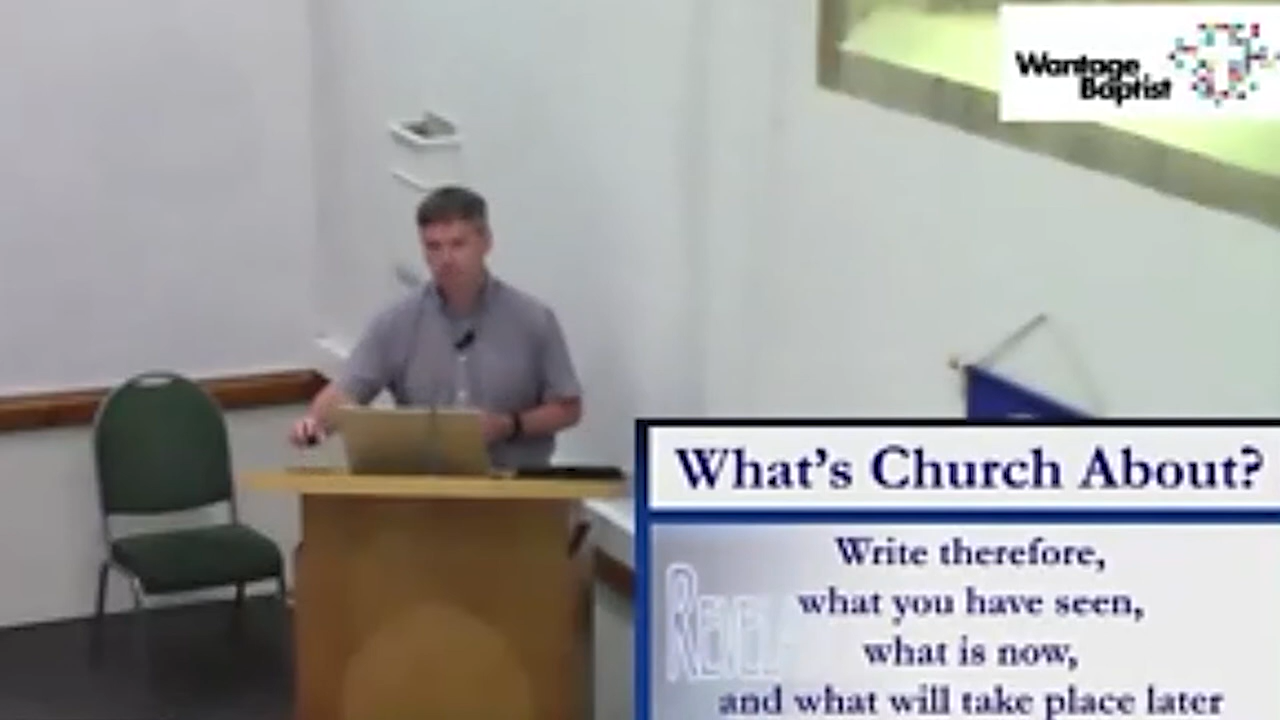 Wantage
Baptist
What's Church About?
Write therefore,
what you have seen,
what is now,
and what will take place later